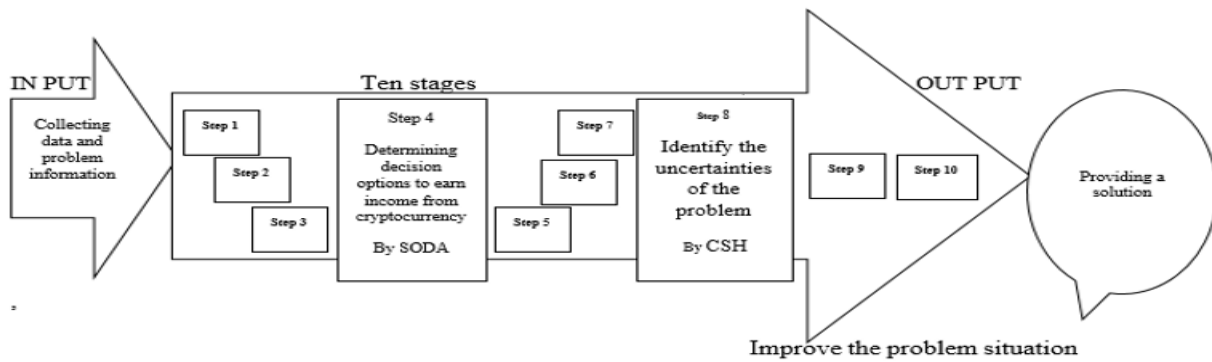 IN PUT
Collecting
data and
problem
information
Ten stages
Step 1
Step 2
Step 3
Step 4
Determining
decision
options to earn
income from
cryptocurrency
By SODA
Step 5
Step 6
Step 7
Step 8
Identify the
uncertainties
of the
problem
By CSH
Step 9
Step 10
OUT PUT
Providing a
solution
Improve the problem situation